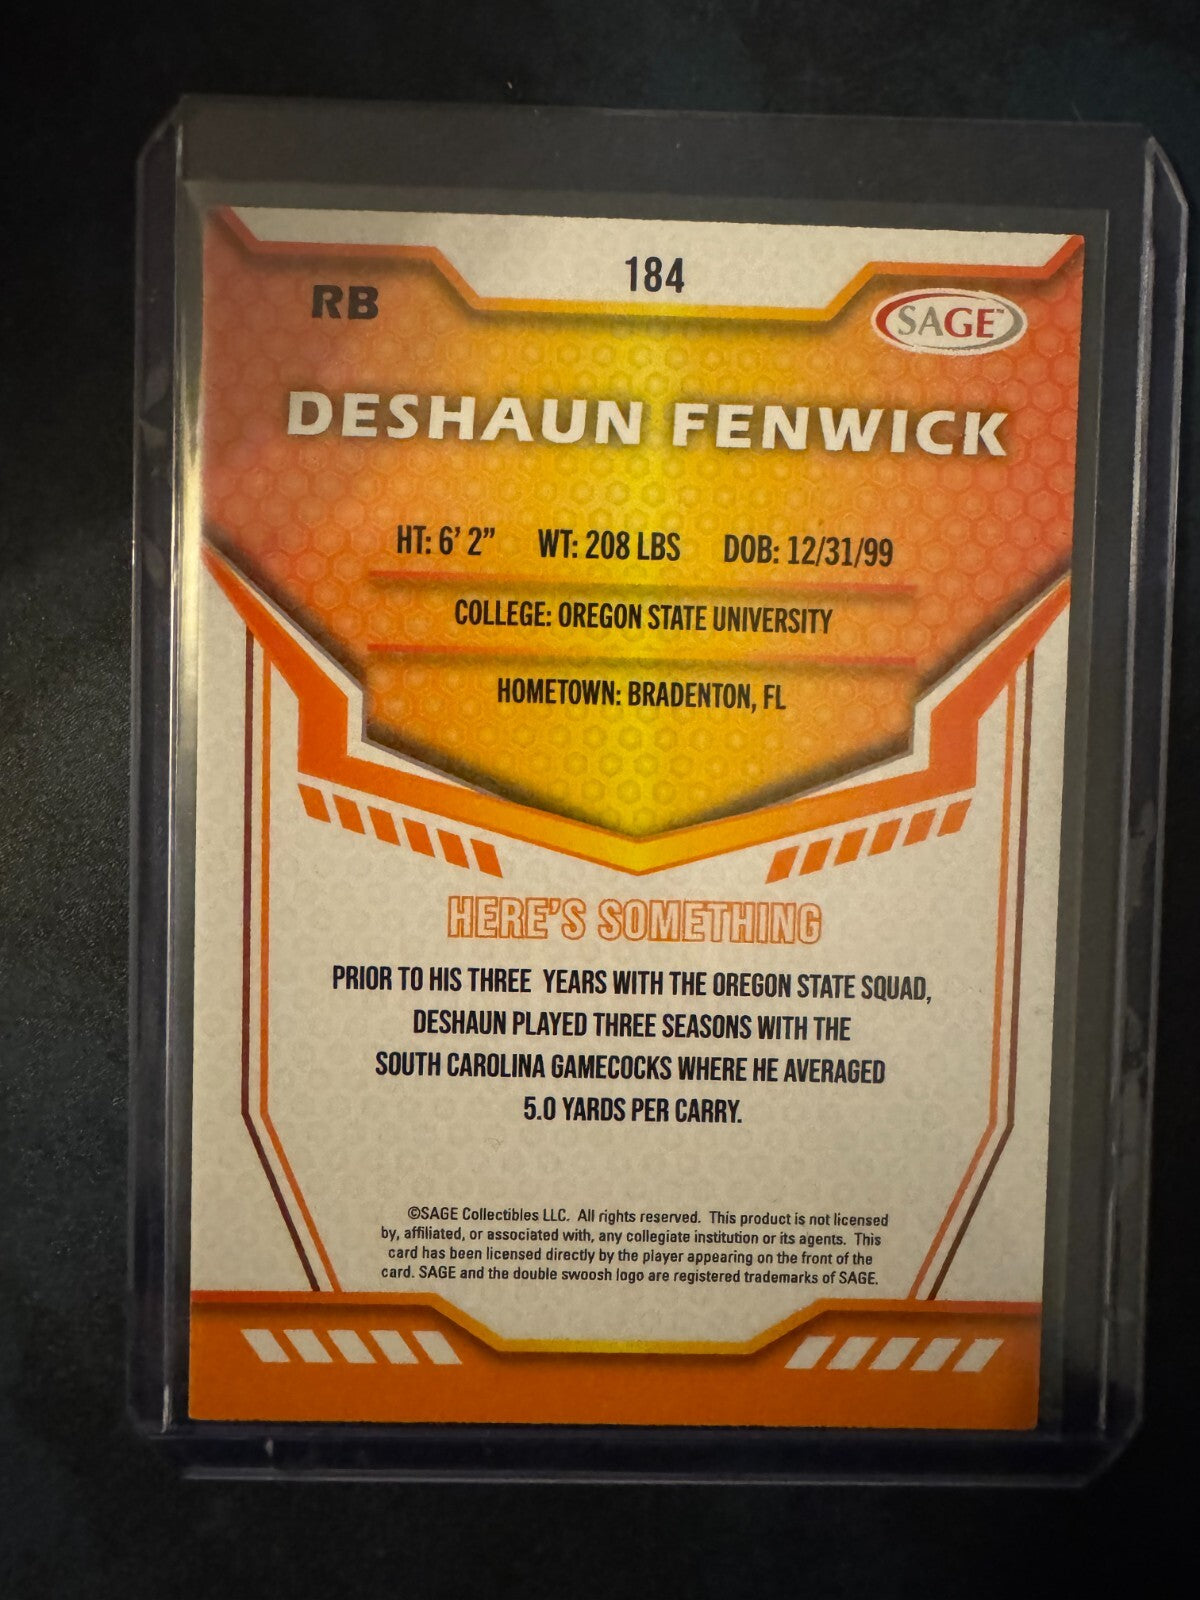 184
RB
SAGE™
DESHAUN FENWICK
HT: 6' 2" WT: 208 LBS DOB: 12/31/99
COLLEGE: OREGON STATE UNIVERSITY
HOMETOWN: BRADENTON, FL
HERE'S SOMETHING
PRIOR TO HIS THREE YEARS WITH THE OREGON STATE SQUAD,
DESHAUN PLAYED THREE SEASONS WITH THE
SOUTH CAROLINA GAMECOCKS WHERE HE AVERAGED
5.0 YARDS PER CARRY.
©SAGE Collectibles LLC. All rights reserved. This product is not licensed
by, affiliated, or associated with, any collegiate institution or its agents. This
card has been licensed directly by the player appearing on the front of the
card. SAGE and the double swoosh logo are registered trademarks of SAGE.